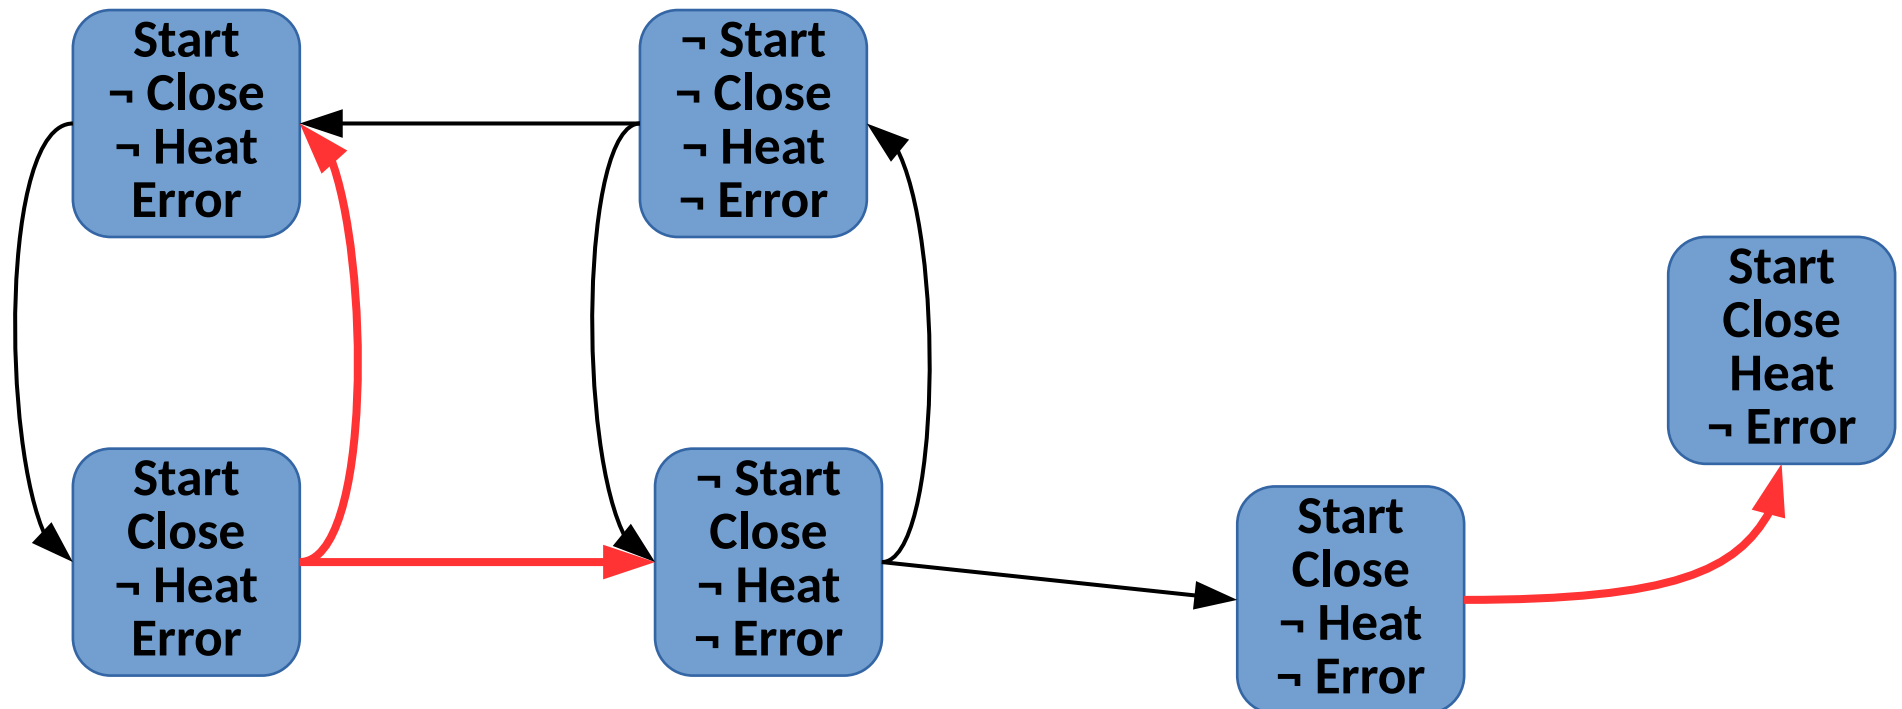 Start
¬ Close
¬ Heat
Error
¬ Start
¬ Close
¬ Heat
¬ Error
Start
Close
Heat
¬ Error
Start
Close
¬ Heat
Error
¬ Start
Close
¬ Heat
¬ Error
Start
Close
¬ Heat
¬ Error